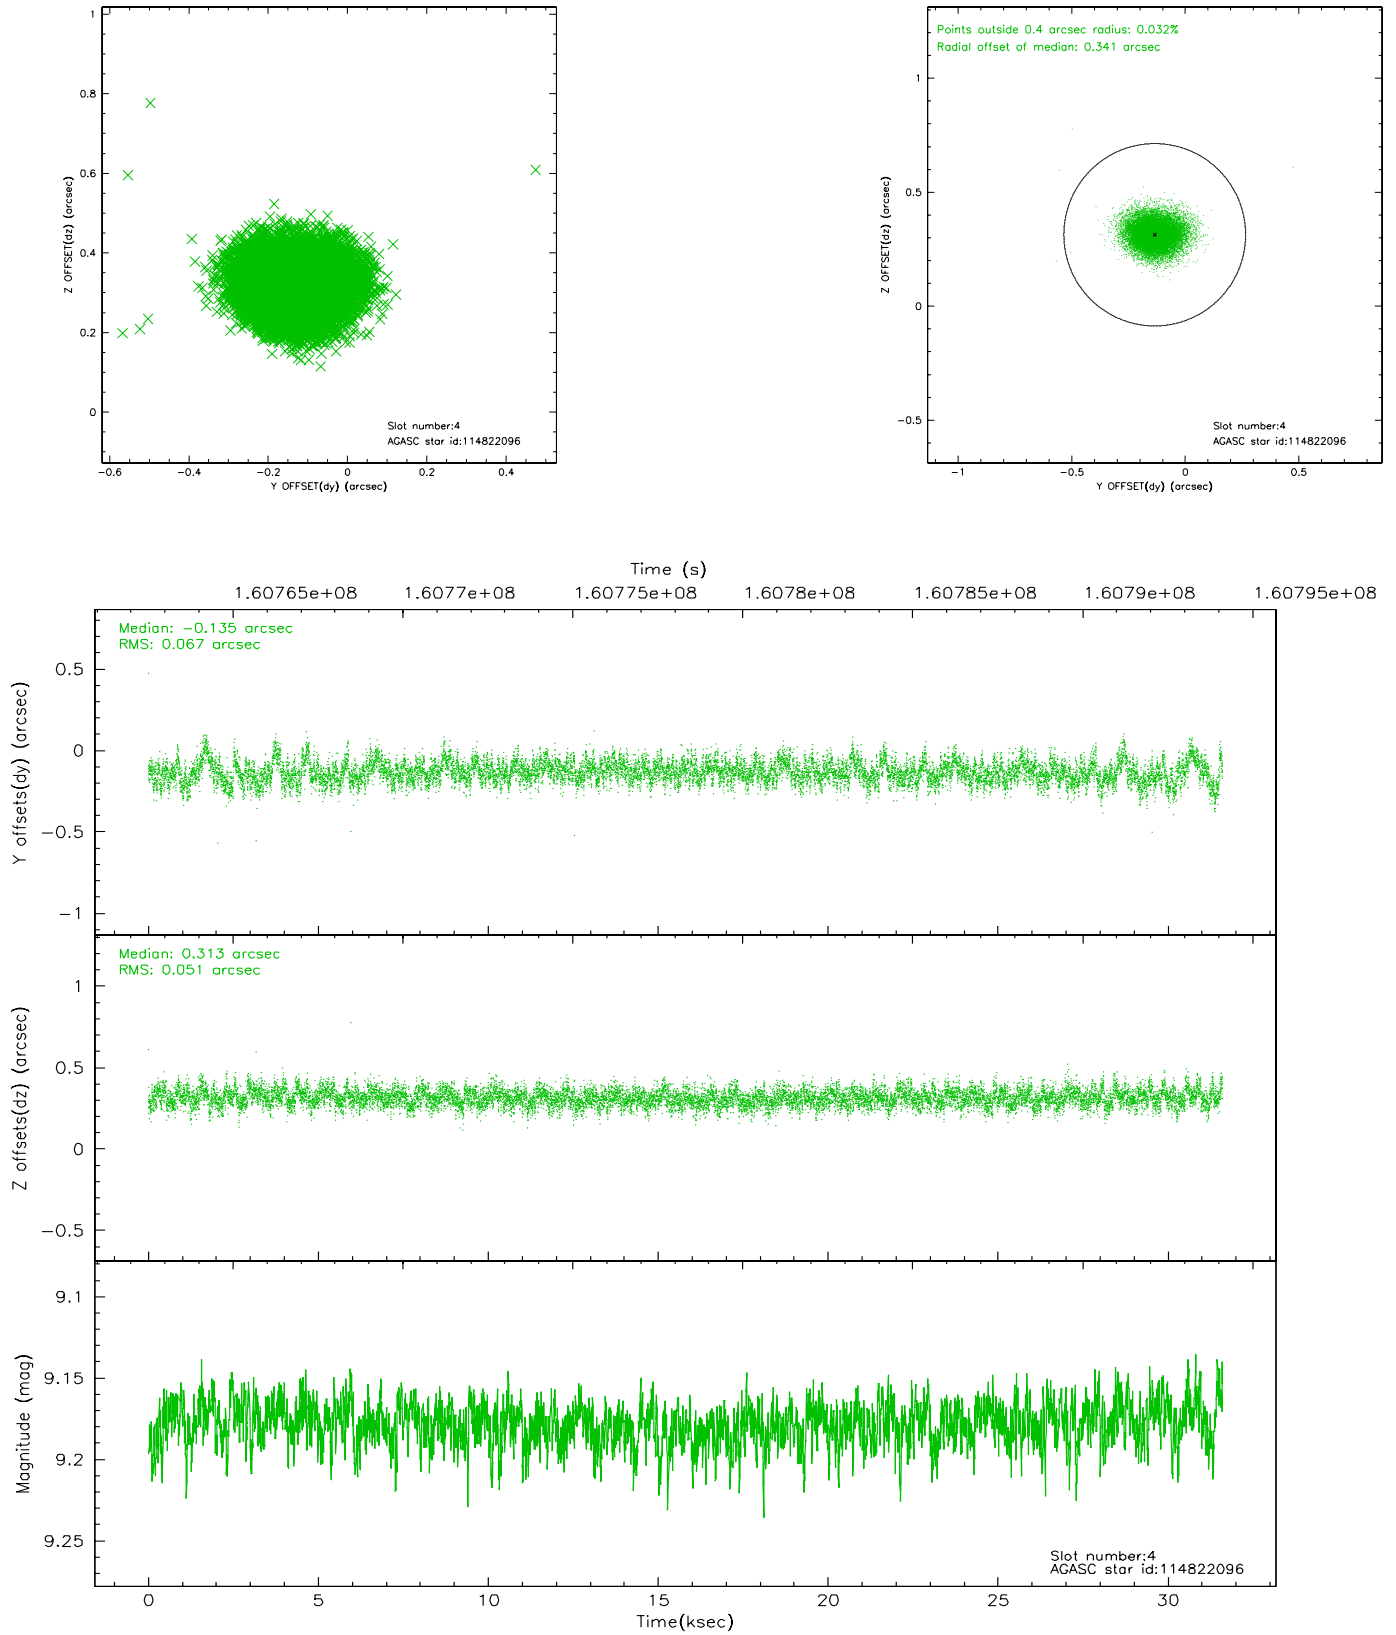 1
0.8
0.6
0.4
0.2
0
Z OFFSET(dz) (arcsec)
Slot number:4
AGASC star id:114822096
−0.6 −0.4 −0.2 0 0.2 0.4
Y OFFSET(dy) (arcsec)
Points outside 0.4 arcsec radius: 0.032%
Radial offset of median: 0.341 arcsec
1
0.5
0
−0.5
Z OFFSET(dz) (arcsec)
Slot number:4
AGASC star id:114822096
−1 −0.5 0 0.5
Y OFFSET(dy) (arcsec)
Time (s)
1.60765e+08 1.6077e+08 1.60775e+08 1.6078e+08 1.60785e+08 1.6079e+08 1.60795e+08
Median: −0.135 arcsec
RMS: 0.067 arcsec
0.5
0
−0.5
−1
Y offsets(dy) (arcsec)
Median: 0.313 arcsec
RMS: 0.051 arcsec
1
0.5
0
−0.5
Z offsets(dz) (arcsec)
9.1
9.15
9.2
9.25
Magnitude (mag)
Slot number:4
AGASC star id:114822096
0 5 10 15 20 25 30
Time(ksec)